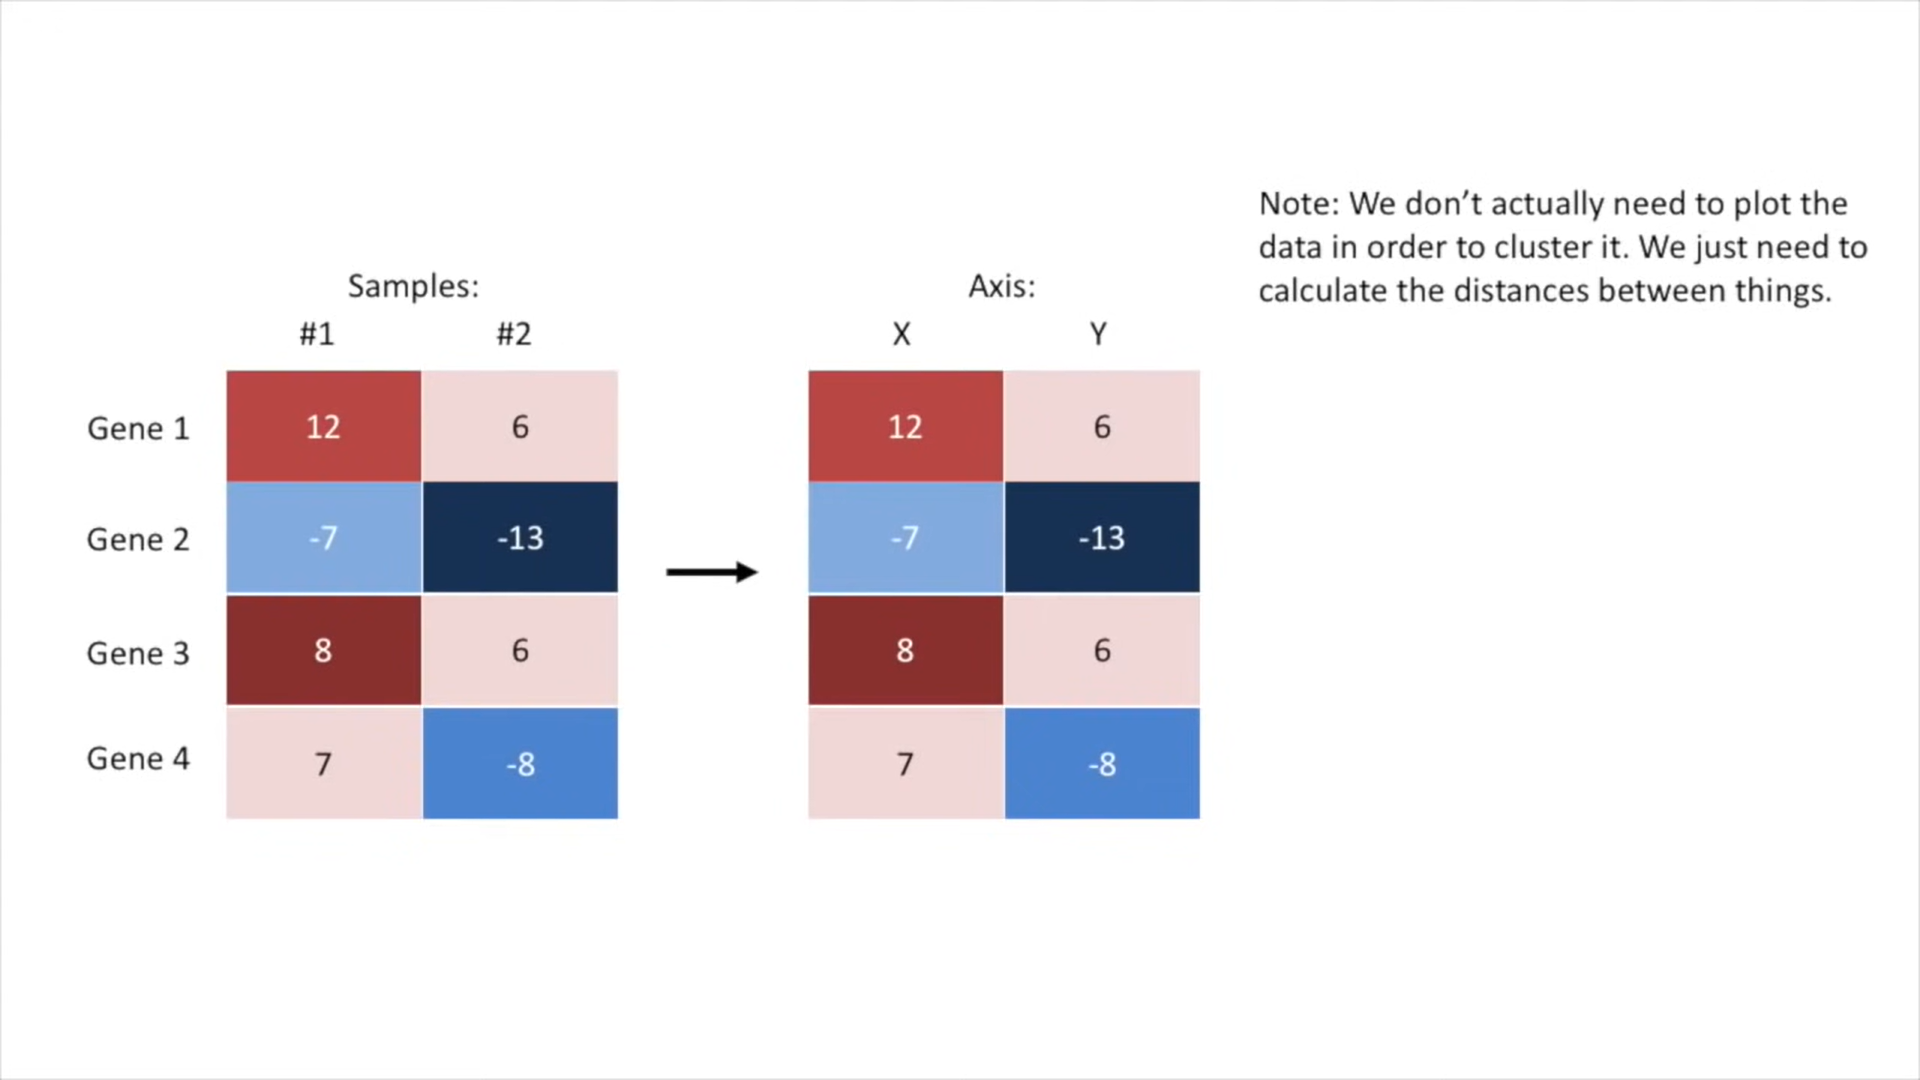 Note: We don’t actually need to plot the
data in order to cluster it. We just need to
calculate the distances between things.
Samples:
#1 #2
Gene 1 12 6
Gene 2 -7 -13
Gene 3 8 6
Gene 4 7 -8
Axis:
X Y
12 6
-7 -13
8 6
7 -8